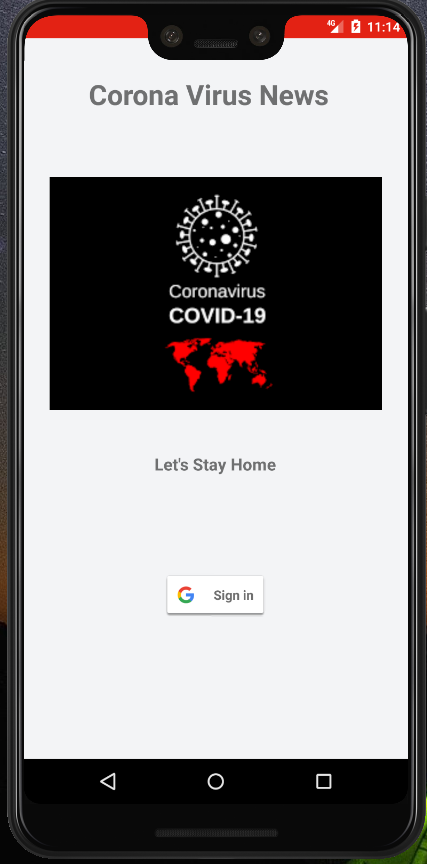 4G 11:14
Corona Virus News
Coronavirus
COVID-19
Let's Stay Home
G Sign in